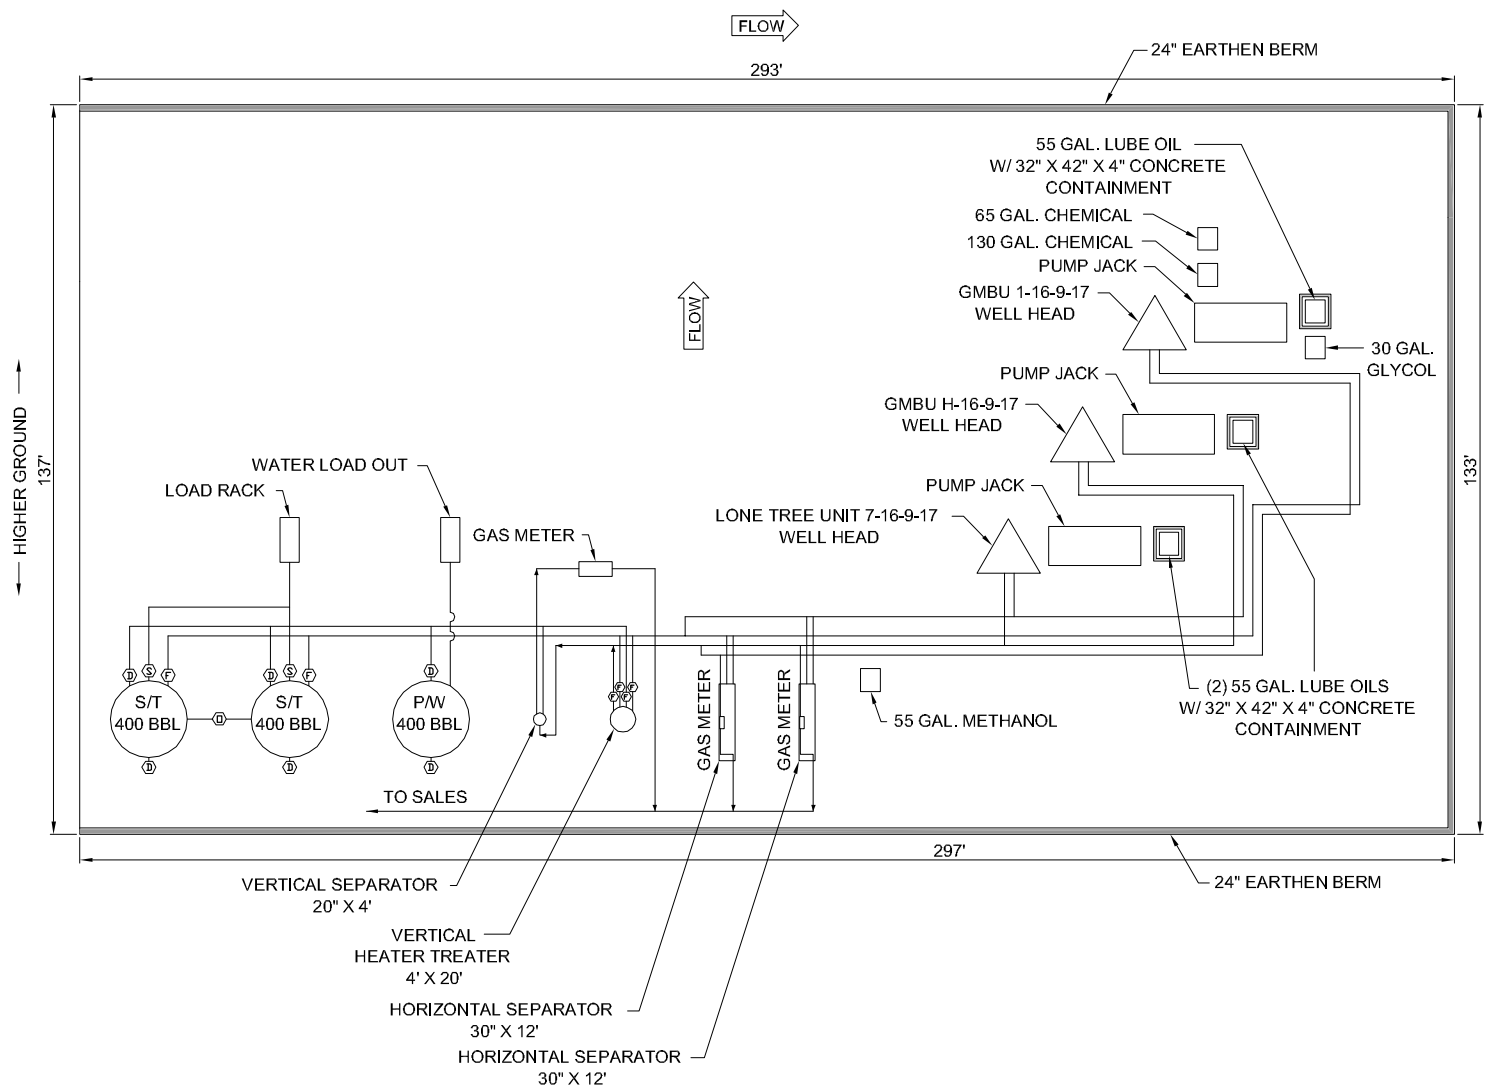 FLOW
24" EARTHEN BERM
293'
55 GAL. LUBE OIL
W/ 32" X 42" X 4" CONCRETE
CONTAINMENT
65 GAL. CHEMICAL
130 GAL. CHEMICAL
PUMP JACK
GMBU 1-16-9-17
WELL HEAD
FLOW
30 GAL.
GLYCOL
PUMP JACK
GMBU H-16-9-17
WELL HEAD
HIGHER GROUND
137'
133'
WATER LOAD OUT
LOAD RACK
PUMP JACK
LONE TREE UNIT 7-16-9-17
WELL HEAD
GAS METER
D S F D S F D
F F
F F
S/T
400 BBL
O
S/T
400 BBL
P/W
400 BBL
D D D
GAS METER
GAS METER
55 GAL. METHANOL
(2) 55 GAL. LUBE OILS
W/ 32" X 42" X 4" CONCRETE
CONTAINMENT
TO SALES
297'
24" EARTHEN BERM
VERTICAL SEPARATOR
20" X 4'
VERTICAL
HEATER TREATER
4' X 20'
HORIZONTAL SEPARATOR
30" X 12'
HORIZONTAL SEPARATOR
30" X 12'